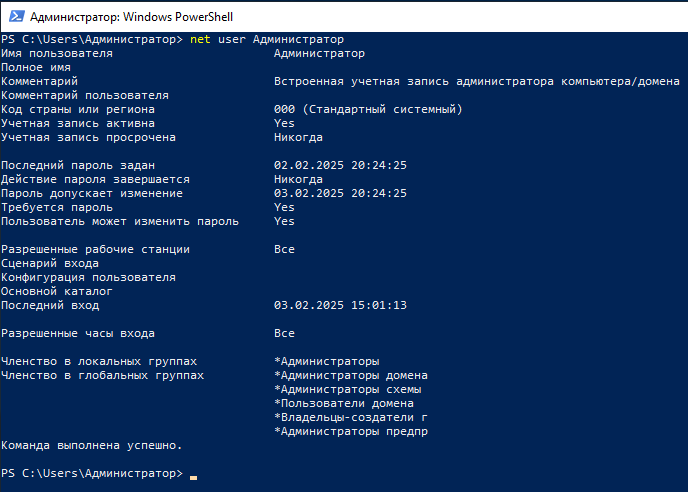 Администратор: Windows PowerShell
PS C:\Users\Администратор> net user Администратор
Имя пользователя Администратор
Полное имя
Комментарий Встроенная учетная запись администратора компьютера/домена
Комментарий пользователя
Код страны или региона 000 (Стандартный системный)
Учетная запись активна Yes
Учетная запись просрочена Никогда
Последний пароль задан 02.02.2025 20:24:25
Действие пароля завершается Никогда
Пароль допускает изменение 03.02.2025 20:24:25
Требуется пароль Yes
Пользователь может изменить пароль Yes
Разрешенные рабочие станции Все
Сценарий входа
Конфигурация пользователя
Основной каталог
Последний вход 03.02.2025 15:01:13
Разрешенные часы входа Все
Членство в локальных группах *Администраторы
Членство в глобальных группах *Администраторы домена
*Администраторы схемы
*Пользователи домена
*Владельцы-создатели г
*Администраторы предпр
Команда выполнена успешно.
PS C:\Users\Администратор>